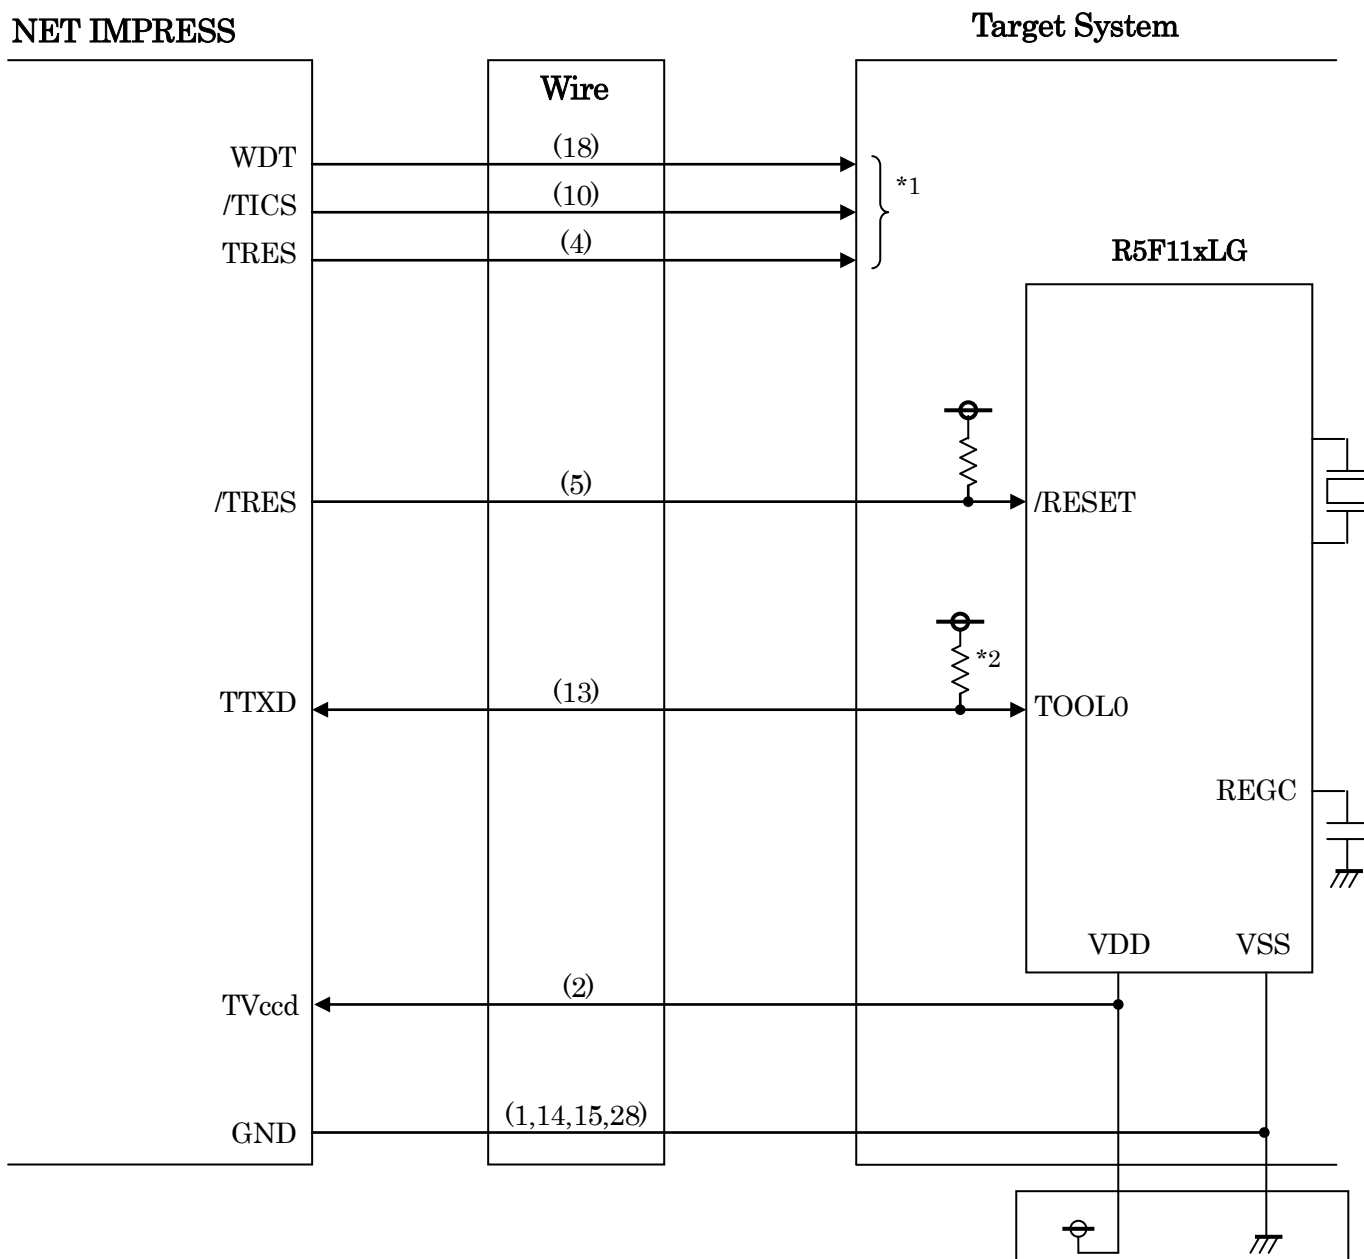 NET IMPRESS
Target System
Wire
WDT
(18)
*1
/TICS
(10)
TRES
(4)
R5F11xLG
/TRES
(5)
/RESET
*2
TTXD
(13)
TOOL0
REGC
VDD
VSS
TVccd
(2)
GND
(1,14,15,28)